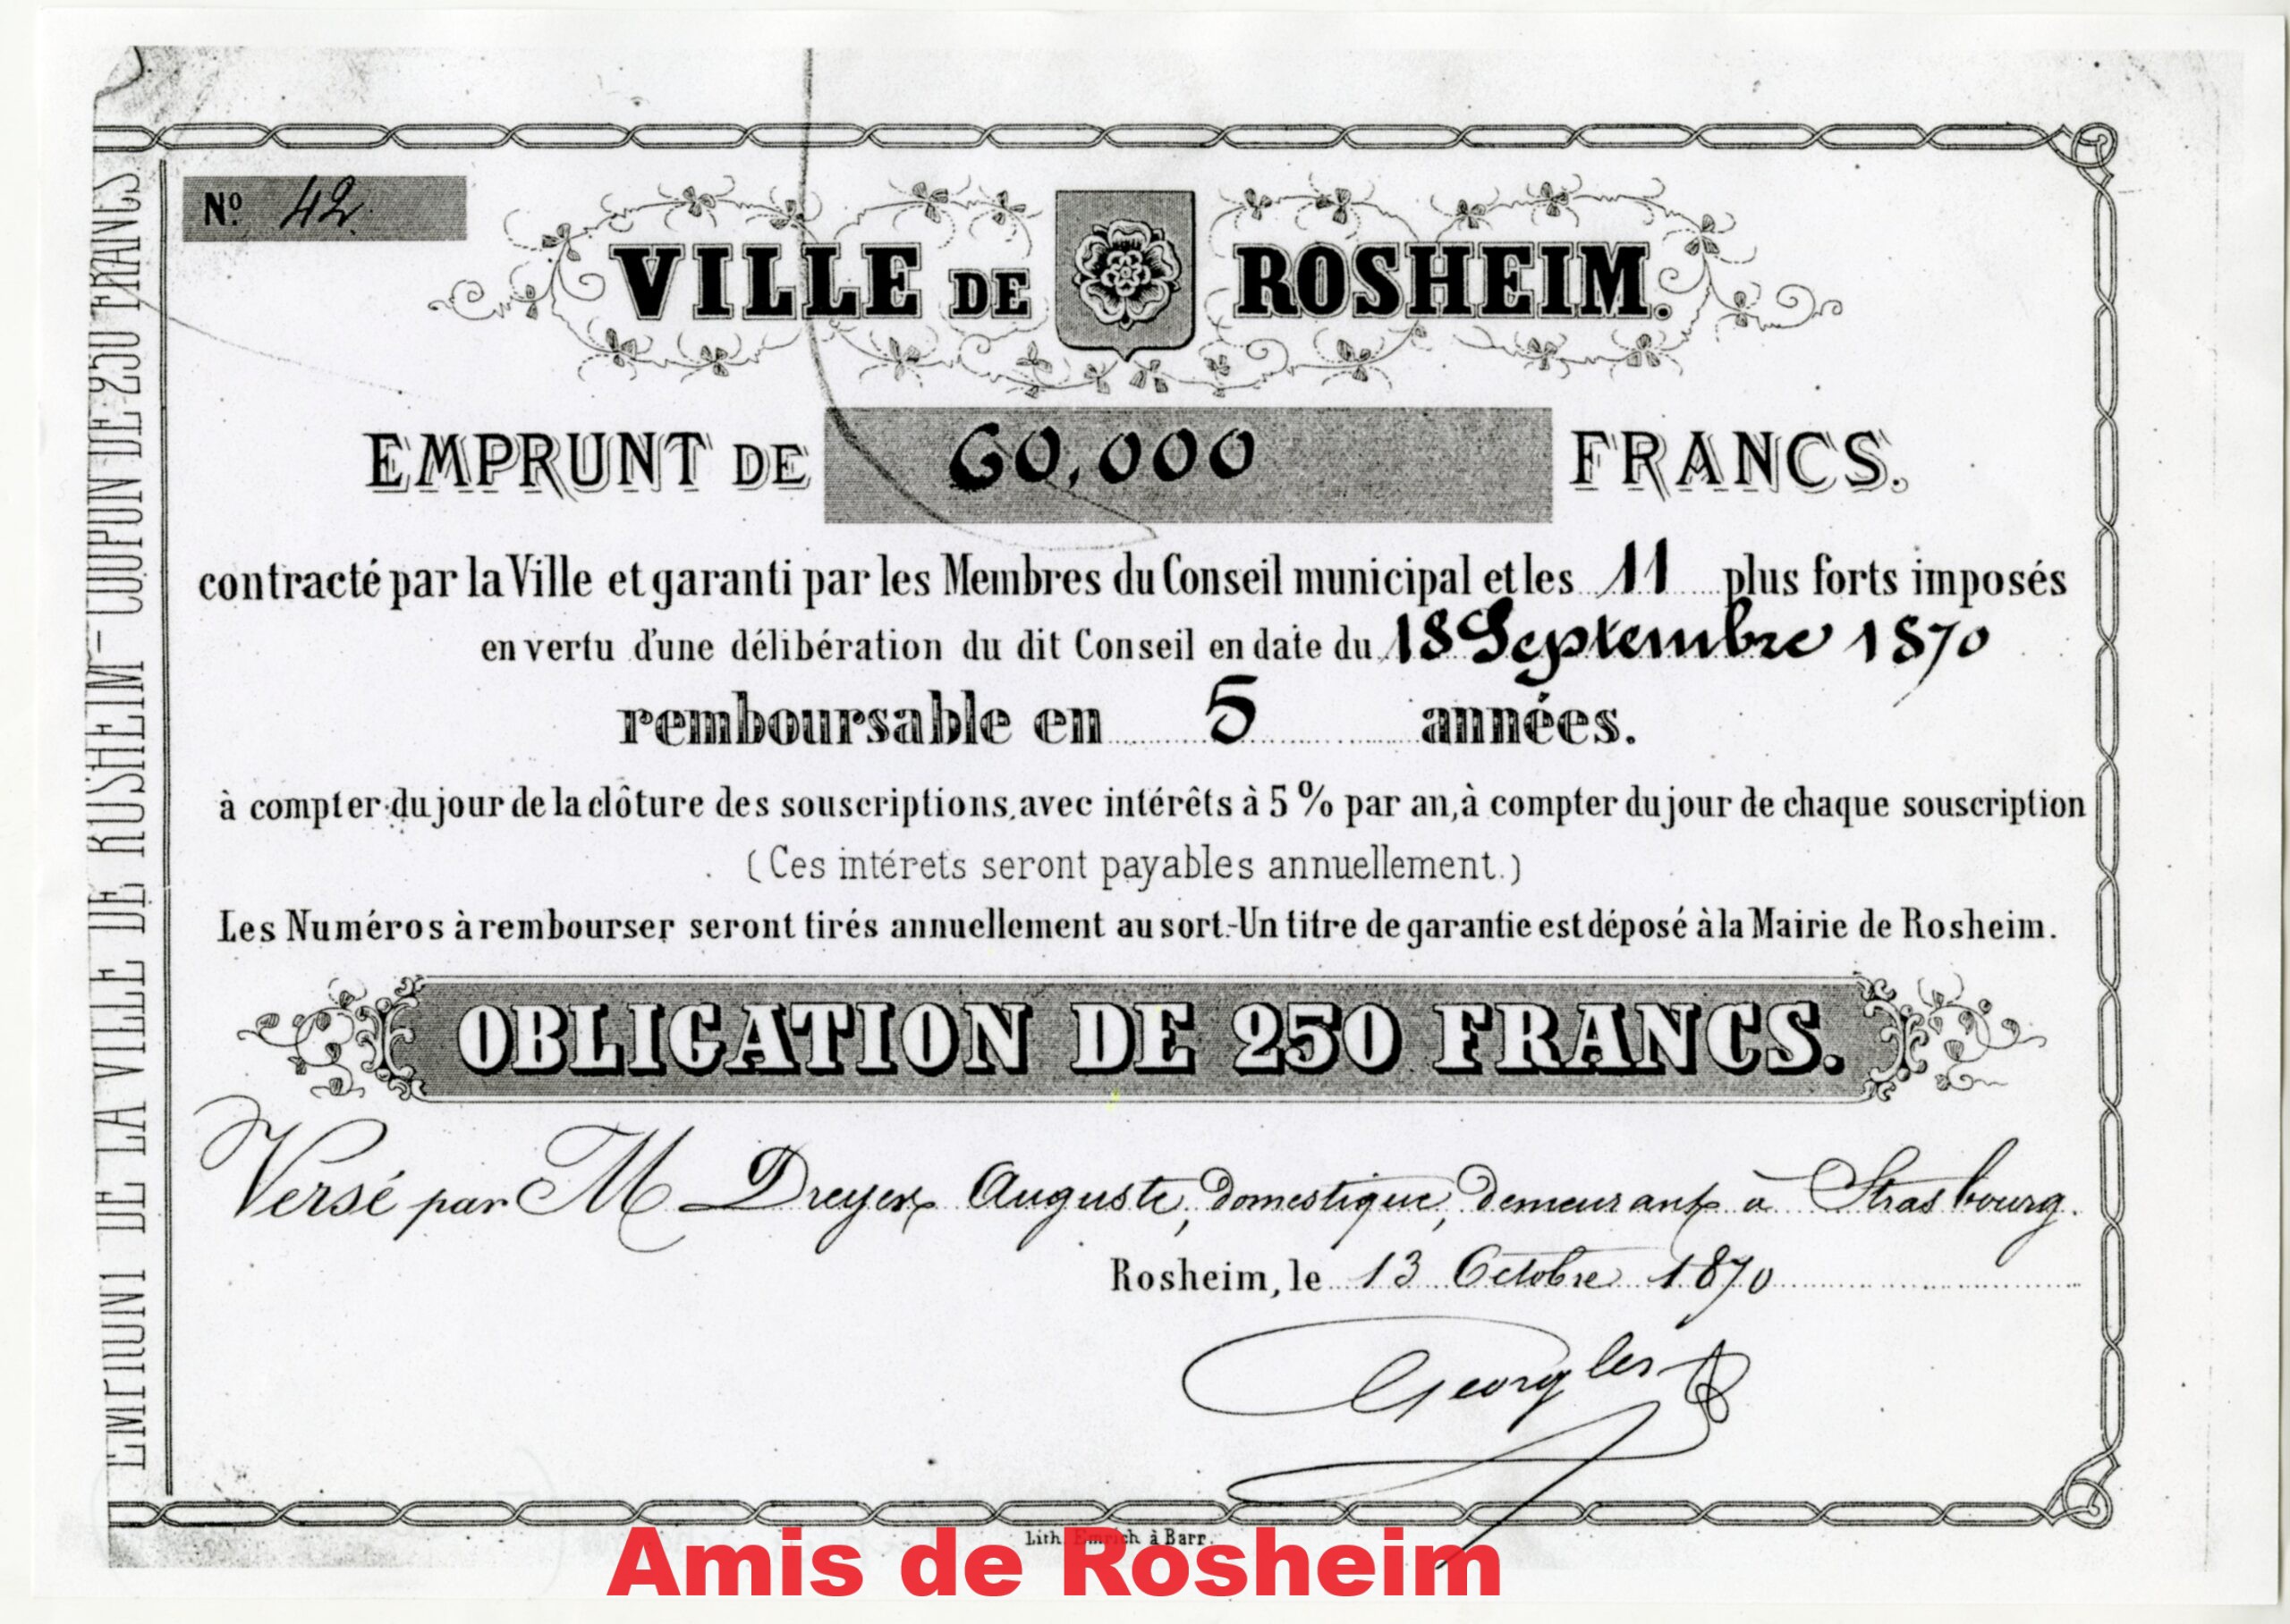 EMPRUNT DE LA VILLE DE ROSHEIM - COUPON DE 250 FRANCS
Nº 42.
VILLE DE ROSHEIM.
EMPRUNT DE 60,000 FRANCS.
contracté par la Ville et garanti par les Membres du Conseil municipal et les 11 plus forts imposés
en vertu d'une délibération du dit Conseil en date du 18 Septembre 1870
remboursable en 5 années.
à compter du jour de la clôture des souscriptions, avec intérêts à 5 % par an, à compter du jour de chaque souscription
(Ces intérets seront payables annuellement.)
Les Numéros à rembourser seront tirés annuellement au sort.-Un titre de garantie est déposé à la Mairie de Rosheim.
OBLIGATION DE 250 FRANCS.
Versé par M Dreyer Auguste, domestique, demeurant à Strasbourg.
Rosheim, le 13 Octobre 1870
Lith. Emrich à Barr.
Amis de Rosheim